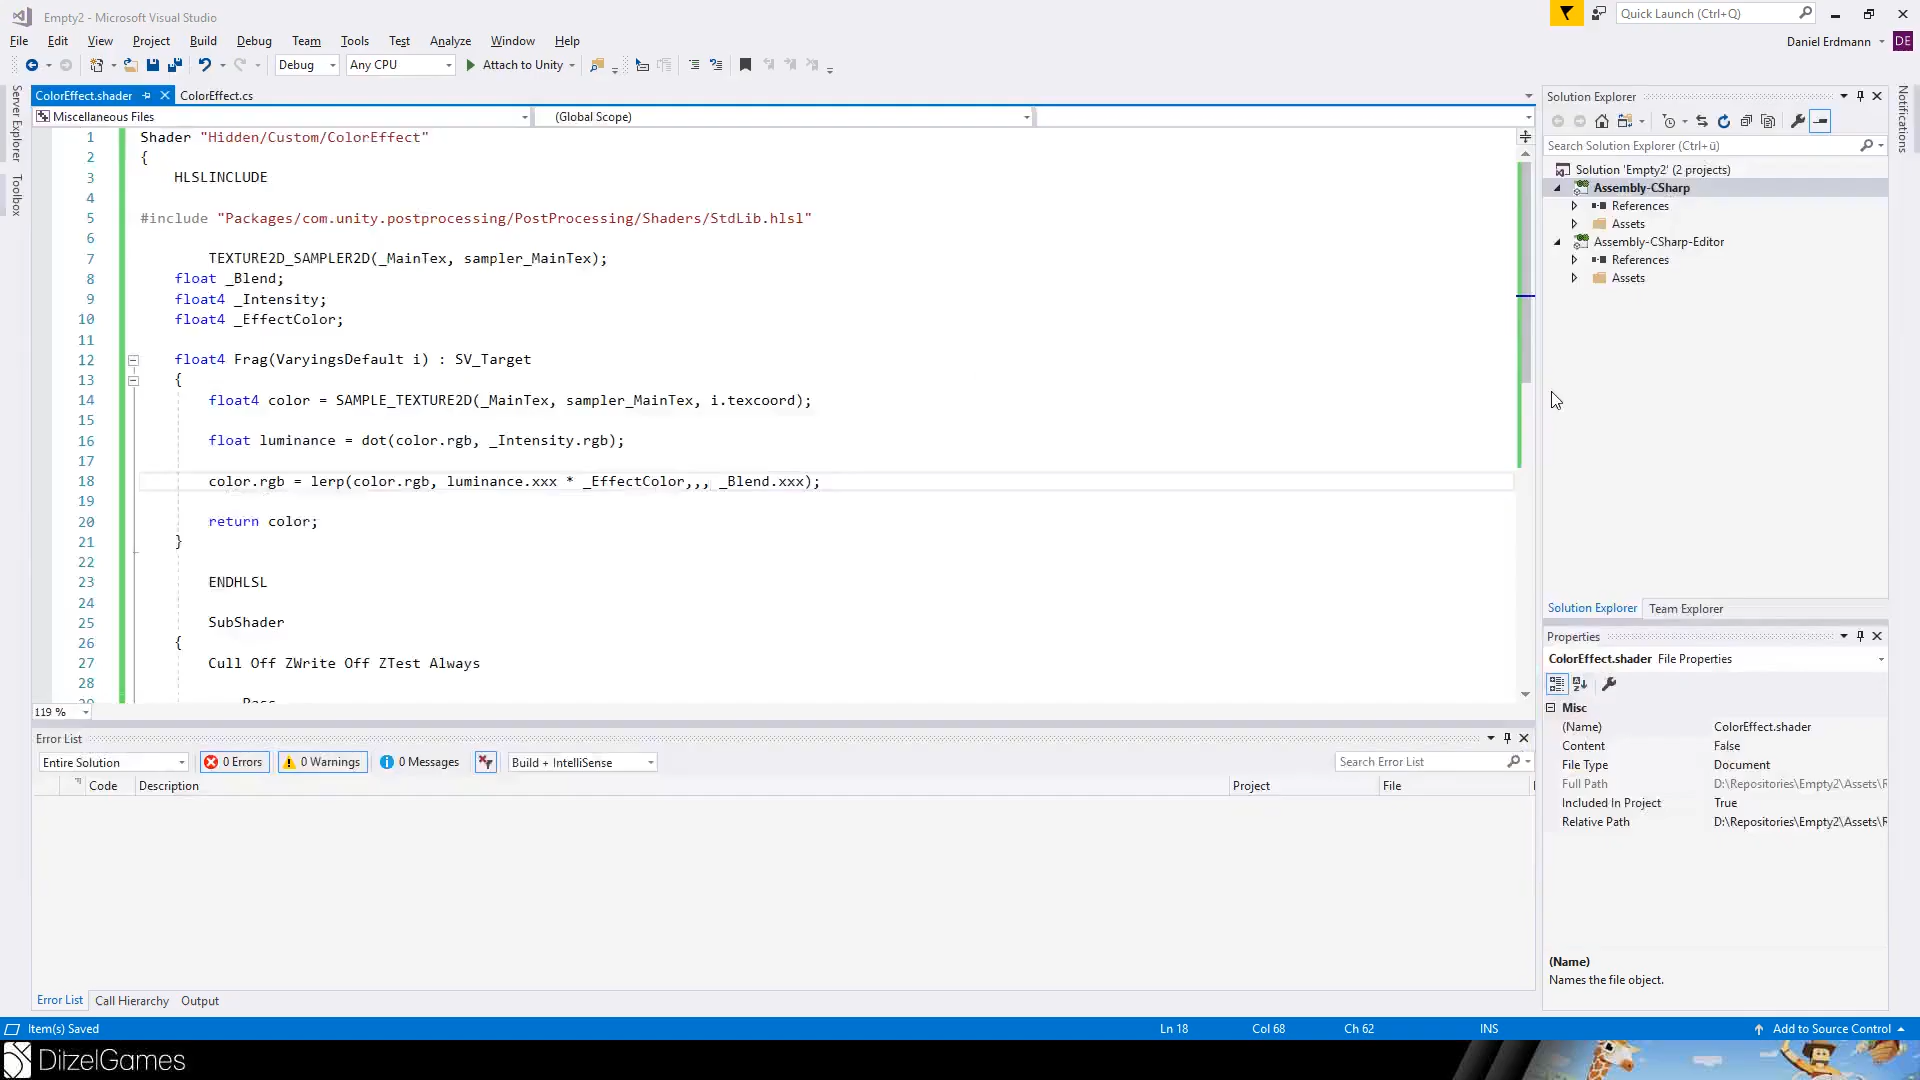 Empty2 - Microsoft Visual Studio
Quick Launch (Ctrl+Q)
File Edit View Project Build Debug Team Tools Test Analyze Window Help
Daniel Erdmann DE
Debug Any CPU Attach to Unity
Server Explorer
Toolbox
Notifications
ColorEffect.shader ColorEffect.cs
Miscellaneous Files (Global Scope)
1 Shader "Hidden/Custom/ColorEffect"
2 {
3 HLSLINCLUDE
4
5 #include "Packages/com.unity.postprocessing/PostProcessing/Shaders/StdLib.hlsl"
6
7 TEXTURE2D_SAMPLER2D(_MainTex, sampler_MainTex);
8 float _Blend;
9 float4 _Intensity;
10 float4 _EffectColor;
11
12 float4 Frag(VaryingsDefault i) : SV_Target
13 {
14 float4 color = SAMPLE_TEXTURE2D(_MainTex, sampler_MainTex, i.texcoord);
15
16 float luminance = dot(color.rgb, _Intensity.rgb);
17
18 color.rgb = lerp(color.rgb, luminance.xxx * _EffectColor,,, _Blend.xxx);
19
20 return color;
21 }
22
23 ENDHLSL
24
25 SubShader
26 {
27 Cull Off ZWrite Off ZTest Always
28
29 Pass
119 %
Error List
Entire Solution 0 Errors 0 Warnings 0 Messages Build + IntelliSense Search Error List
Code Description Project File
Error List Call Hierarchy Output
Solution Explorer
Search Solution Explorer (Ctrl+ü)
Solution 'Empty2' (2 projects)
Assembly-CSharp
References
Assets
Assembly-CSharp-Editor
References
Assets
Solution Explorer Team Explorer
Properties
ColorEffect.shader File Properties
Misc
(Name) ColorEffect.shader
Content False
File Type Document
Full Path D:\Repositories\Empty2\Assets\R
Included In Project True
Relative Path D:\Repositories\Empty2\Assets\R
(Name)
Names the file object.
Item(s) Saved Ln 18 Col 68 Ch 62 INS Add to Source Control
DitzelGames